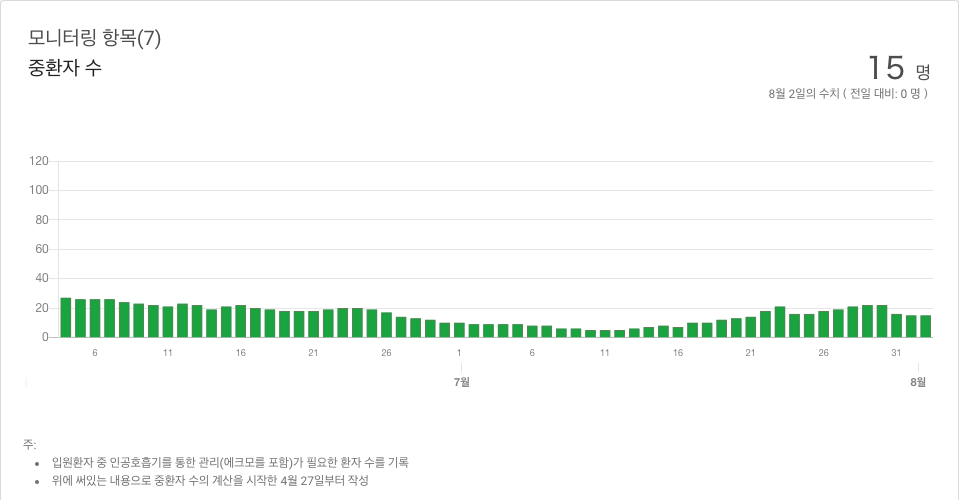 모니터링 항목(7)
중환자 수
15 명
8월 2일의 수치 ( 전일 대비: 0 명 )
120
100
80
60
40
20
0
6 11 16 21 26 1 6 11 16 21 26 31
7월 8월
주:
• 입원환자 중 인공호흡기를 통한 관리(에크모를 포함)가 필요한 환자 수를 기록
• 위에 써있는 내용으로 중환자 수의 계산을 시작한 4월 27일부터 작성